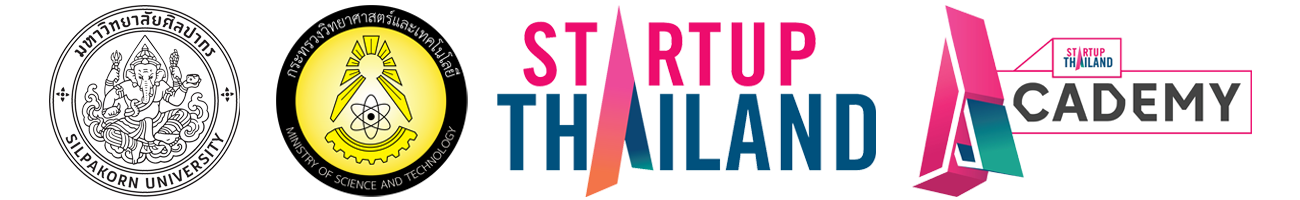 มหาวิทยาลัยศิลปากร
SILPAKORN UNIVERSITY
กระทรวงวิทยาศาสตร์และเทคโนโลยี
MINISTRY OF SCIENCE AND TECHNOLOGY
STARTUP
THAILAND
STARTUP
THAILAND
ACADEMY